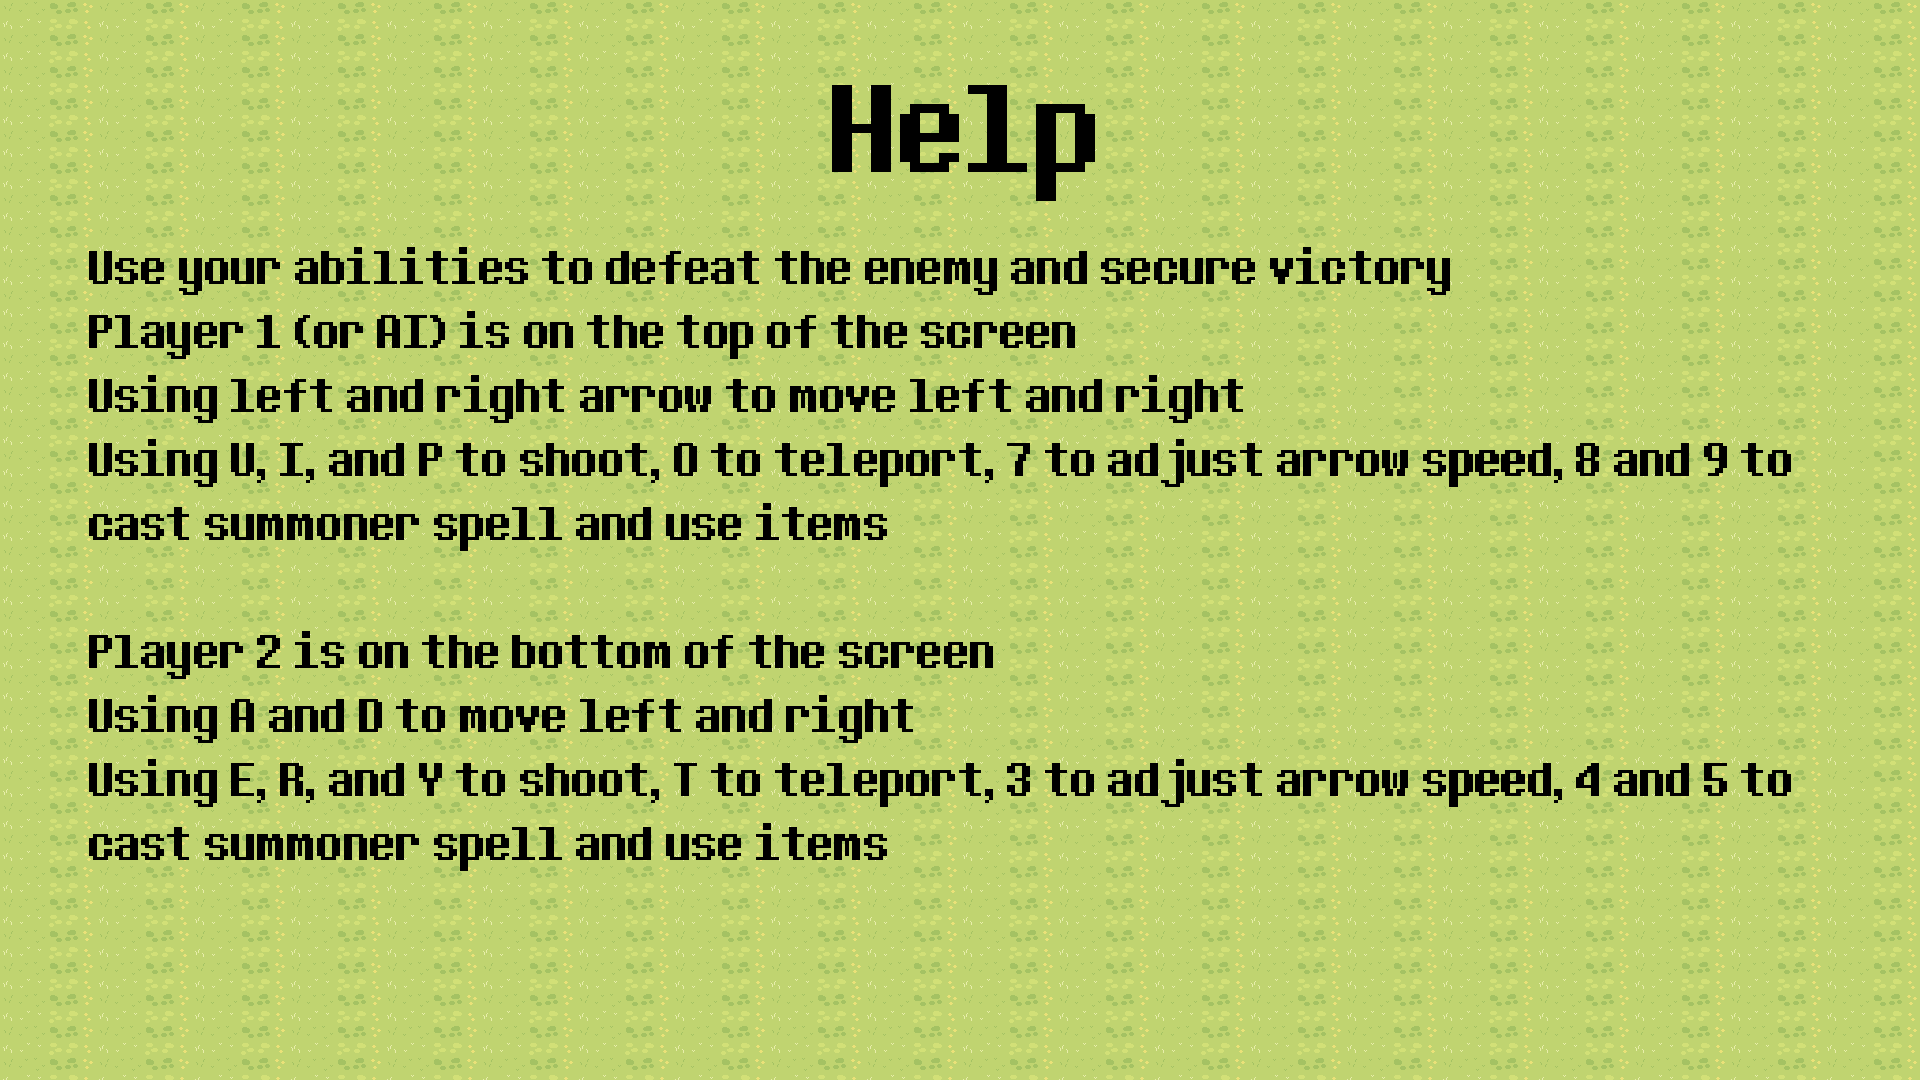 Help
Use your abilities to defeat the enemy and secure victory
Player 1 (or AI) is on the top of the screen
Using left and right arrow to move left and right
Using U, I, and P to shoot, O to teleport, 7 to adjust arrow speed, 8 and 9 to
cast summoner spell and use items
Player 2 is on the bottom of the screen
Using A and D to move left and right
Using E, R, and Y to shoot, T to teleport, 3 to adjust arrow speed, 4 and 5 to
cast summoner spell and use items